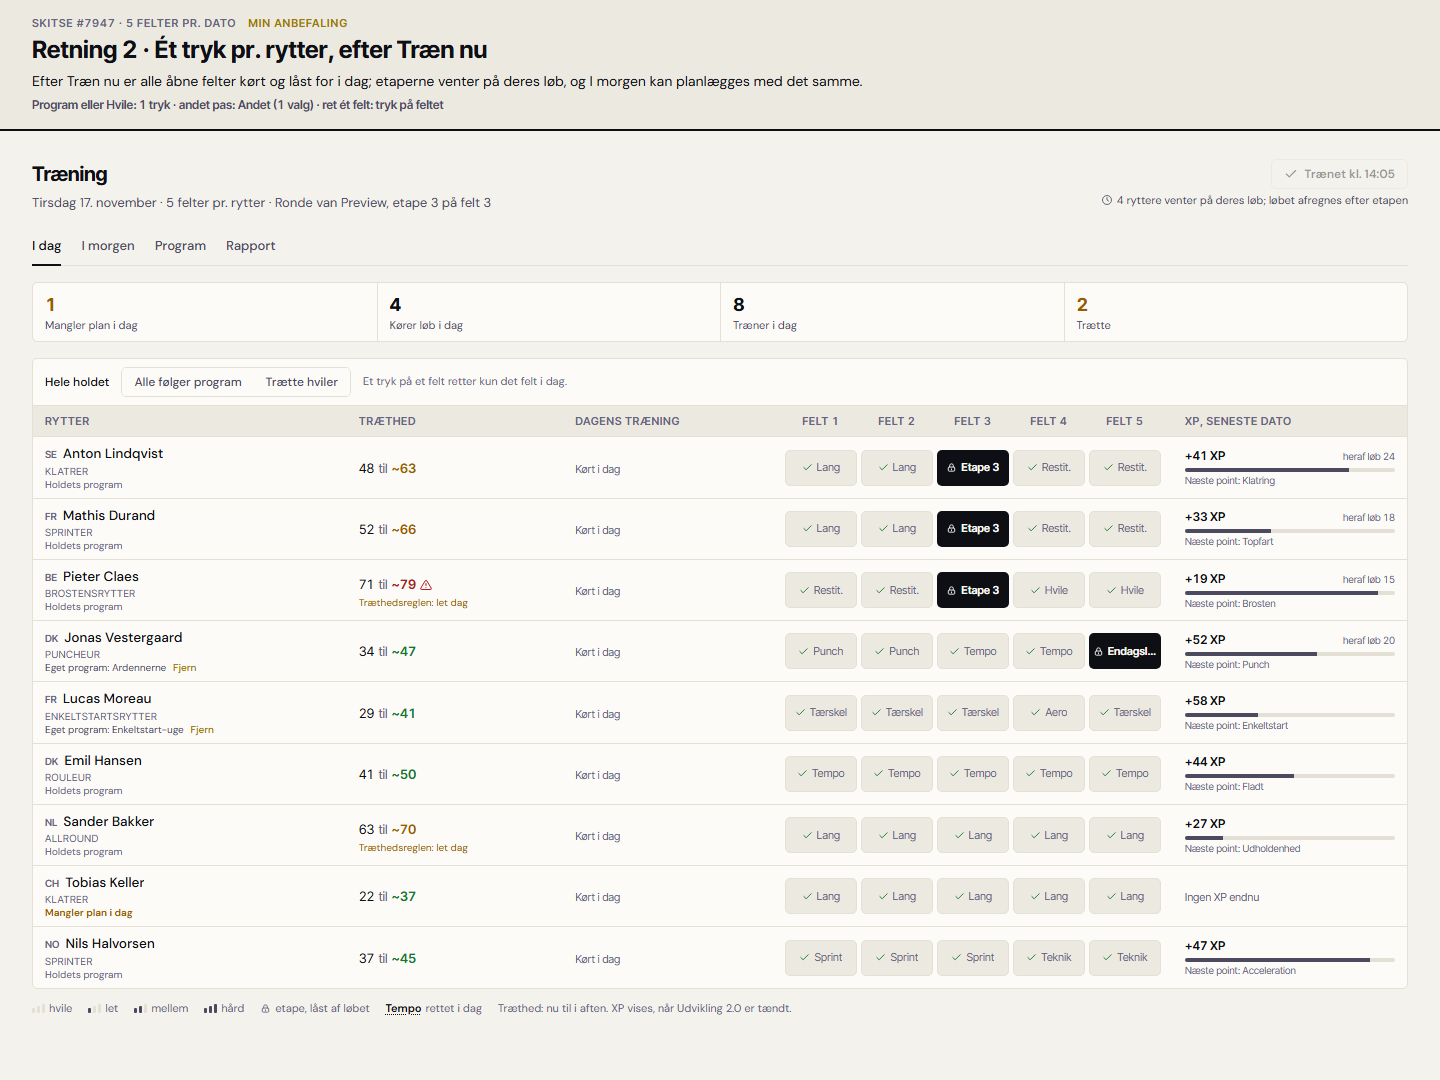 SKITSE #7947 · 5 FELTER PR. DATO MIN ANBEFALING
Retning 2 · Ét tryk pr. rytter, efter Træn nu
Efter Træn nu er alle åbne felter kørt og låst for i dag; etaperne venter på deres løb, og I morgen kan planlægges med det samme.
Program eller Hvile: 1 tryk · andet pas: Andet (1 valg) · ret ét felt: tryk på feltet
Træning
Trænet kl. 14:05
Tirsdag 17. november · 5 felter pr. rytter · Ronde van Preview, etape 3 på felt 3
4 ryttere venter på deres løb; løbet afregnes efter etapen
I dag I morgen Program Rapport
1 4 8 2
Mangler plan i dag Kører løb i dag Træner i dag Trætte
Hele holdet Alle følger program Trætte hviler Et tryk på et felt retter kun det felt i dag.
RYTTER TRÆTHED DAGENS TRÆNING FELT 1 FELT 2 FELT 3 FELT 4 FELT 5 XP, SENESTE DATO
SE Anton Lindqvist
KLATRER
Holdets program
48 til ~63 Kørt i dag Lang Lang Etape 3 Restit. Restit.
+41 XP heraf løb 24
Næste point: Klatring
FR Mathis Durand
SPRINTER
Holdets program
52 til ~66 Kørt i dag Lang Lang Etape 3 Restit. Restit.
+33 XP heraf løb 18
Næste point: Topfart
BE Pieter Claes
BROSTENSRYTTER
Holdets program
71 til ~79
Træthedsreglen: let dag
Kørt i dag Restit. Restit. Etape 3 Hvile Hvile
+19 XP heraf løb 15
Næste point: Brosten
DK Jonas Vestergaard
PUNCHEUR
Eget program: Ardennerne Fjern
34 til ~47 Kørt i dag Punch Punch Tempo Tempo Endagsl...
+52 XP heraf løb 20
Næste point: Punch
FR Lucas Moreau
ENKELTSTARTSRYTTER
Eget program: Enkeltstart-uge Fjern
29 til ~41 Kørt i dag Tærskel Tærskel Tærskel Aero Tærskel
+58 XP
Næste point: Enkeltstart
DK Emil Hansen
ROULEUR
Holdets program
41 til ~50 Kørt i dag Tempo Tempo Tempo Tempo Tempo
+44 XP
Næste point: Fladt
NL Sander Bakker
ALLROUND
Holdets program
63 til ~70
Træthedsreglen: let dag
Kørt i dag Lang Lang Lang Lang Lang
+27 XP
Næste point: Udholdenhed
CH Tobias Keller
KLATRER
Mangler plan i dag
22 til ~37 Kørt i dag Lang Lang Lang Lang Lang
Ingen XP endnu
NO Nils Halvorsen
SPRINTER
Holdets program
37 til ~45 Kørt i dag Sprint Sprint Sprint Teknik Teknik
+47 XP
Næste point: Acceleration
hvile let mellem hård etape, låst af løbet Tempo rettet i dag Træthed: nu til i aften. XP vises, når Udvikling 2.0 er tændt.